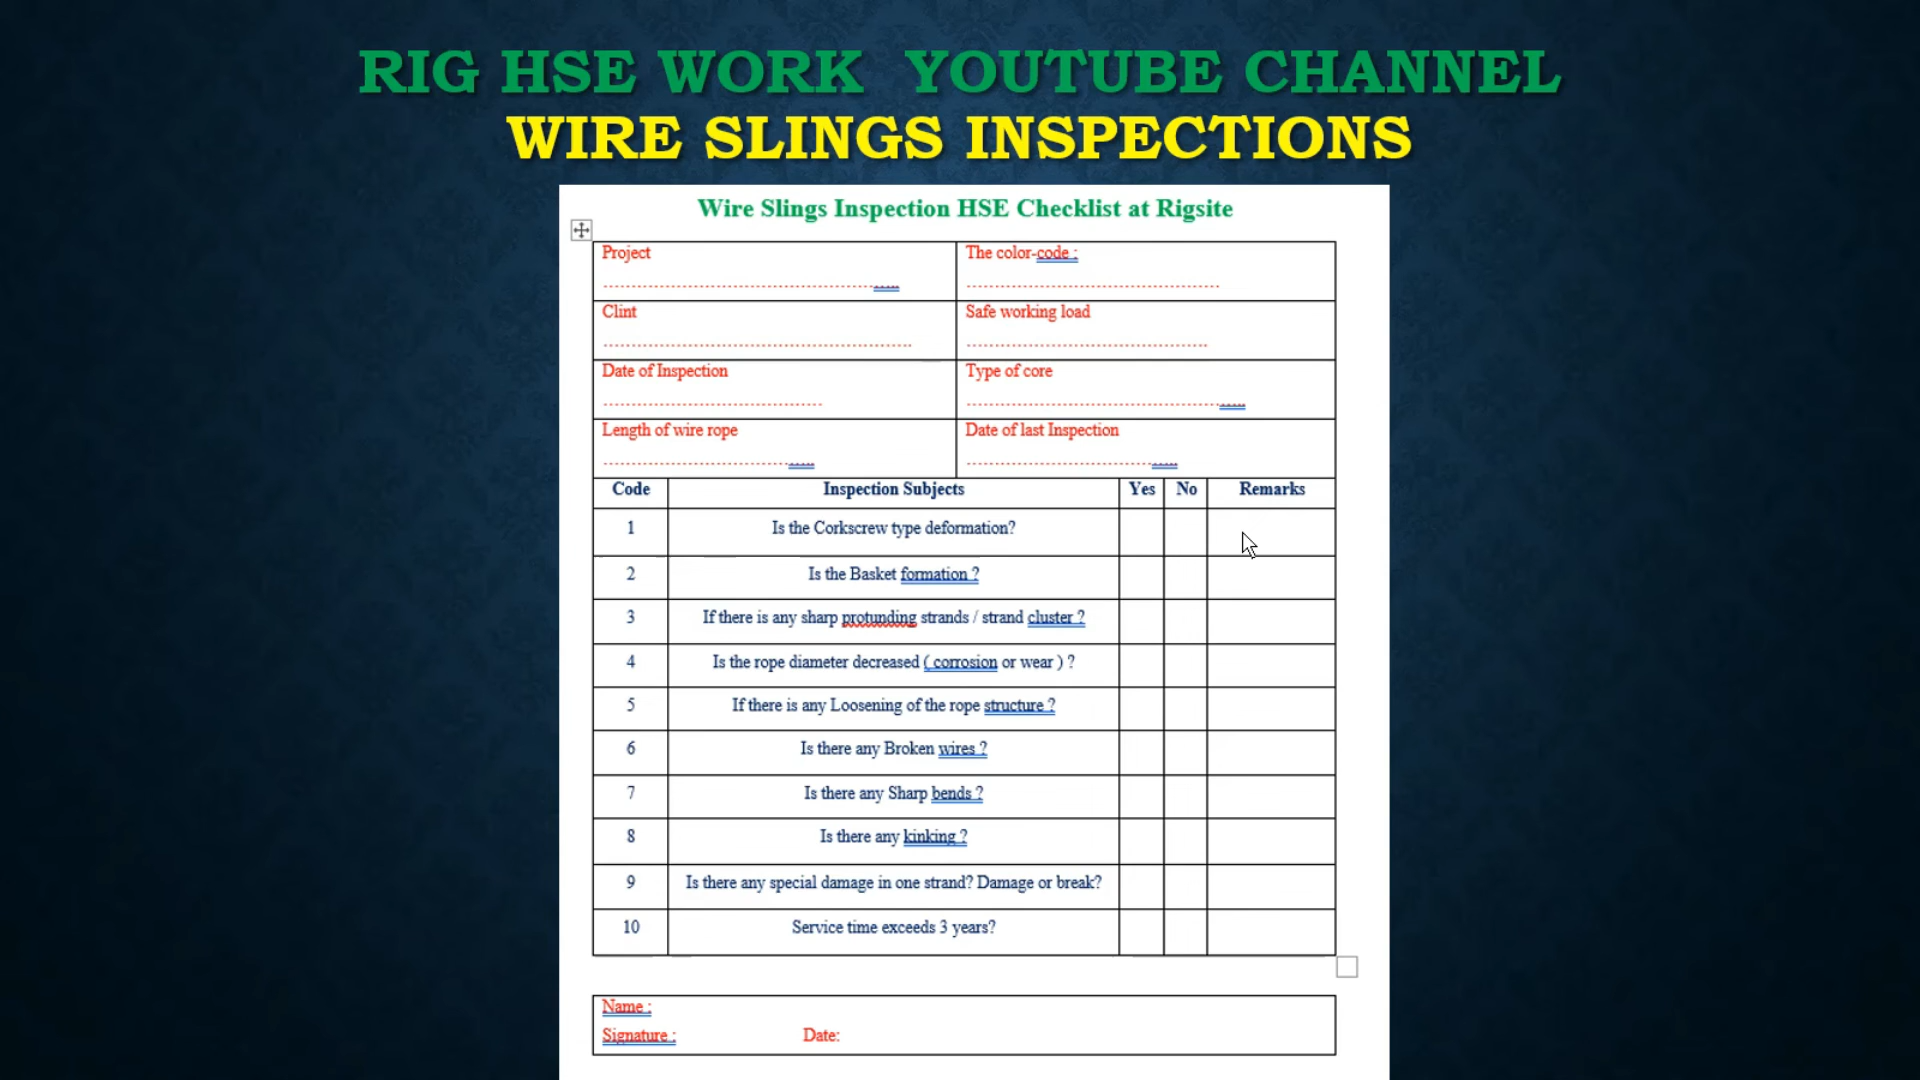 RIG HSE WORK YOUTUBE CHANNEL
WIRE SLINGS INSPECTIONS
Wire Slings Inspection HSE Checklist at Rigsite
Project The color-code :
Clint Safe working load
Date of Inspection Type of core
Length of wire rope Date of last Inspection
Code Inspection Subjects Yes No Remarks
1 Is the Corkscrew type deformation?
2 Is the Basket formation ?
3 If there is any sharp protunding strands / strand cluster ?
4 Is the rope diameter decreased ( corrosion or wear ) ?
5 If there is any Loosening of the rope structure ?
6 Is there any Broken wires ?
7 Is there any Sharp bends ?
8 Is there any kinking ?
9 Is there any special damage in one strand? Damage or break?
10 Service time exceeds 3 years?
Name :
Signature : Date: